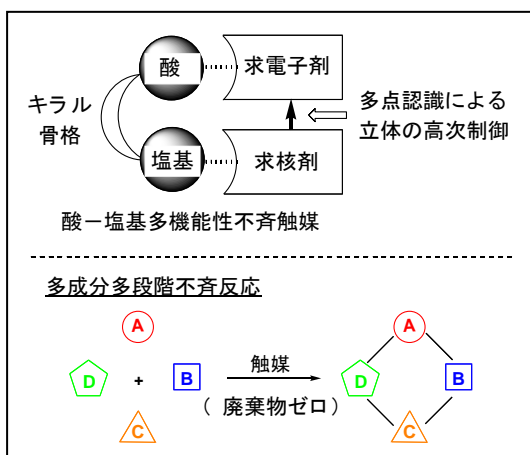 酸
求電子剤
キラル
骨格
多点認識による
立体の高次制御
塩基
求核剤
酸－塩基多機能性不斉触媒
多成分多段階不斉反応
A
D + B
C
触媒
( 廃棄物ゼロ)
A
D B
C